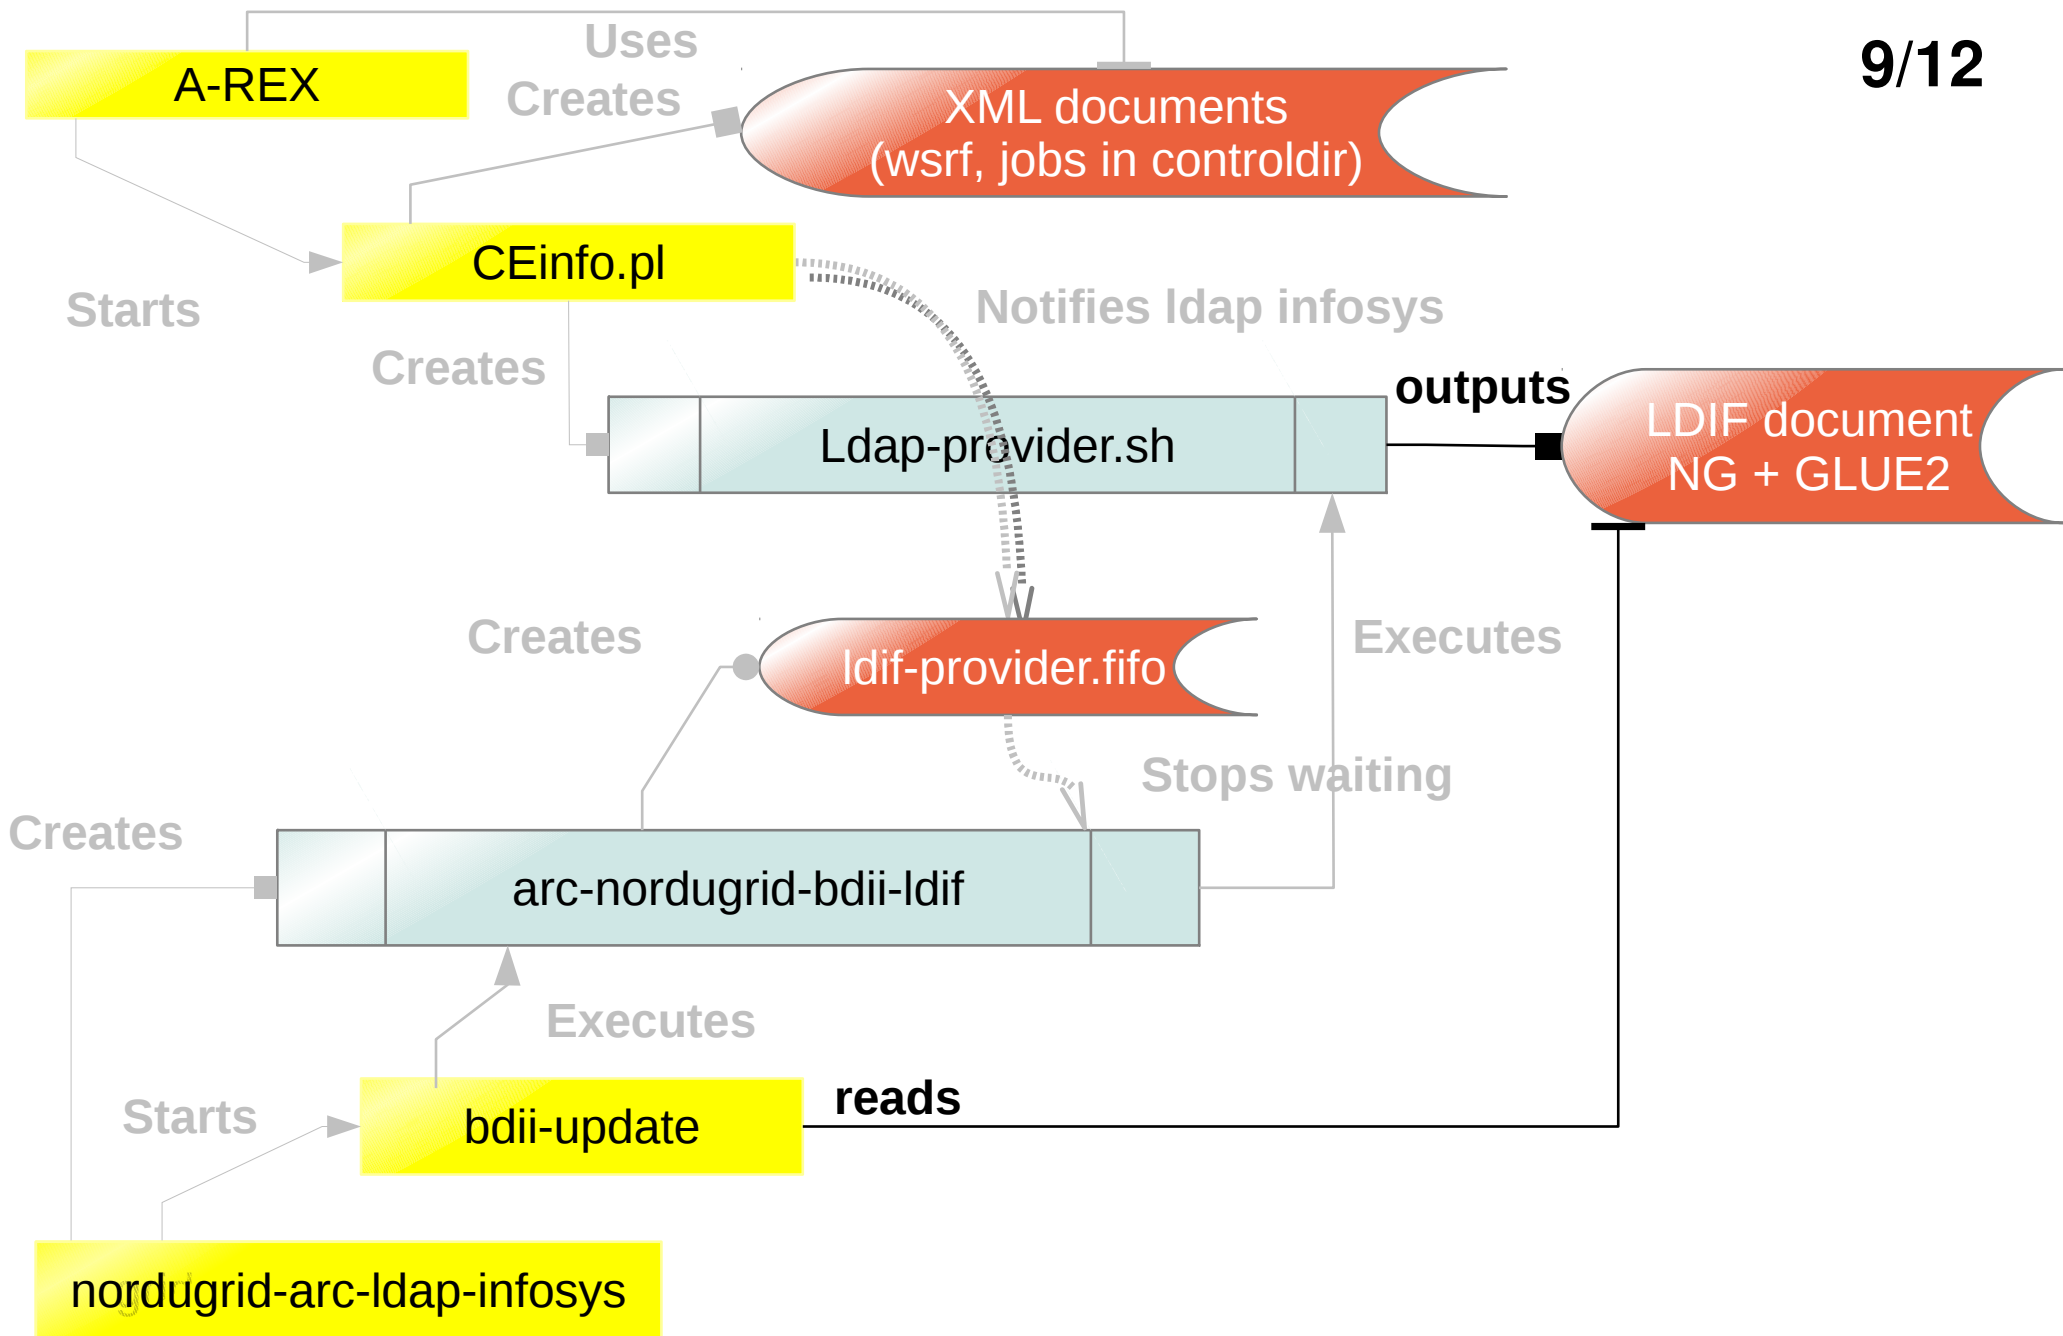 Uses
9/12
A-REX
Creates
XML documents
(wsrf, jobs in controldir)
CEinfo.pl
Starts
Notifies ldap infosys
Creates
outputs
Ldap-provider.sh
LDIF document
NG + GLUE2
Creates
ldif-provider.fifo
Executes
Stops waiting
Creates
arc-nordugrid-bdii-ldif
Executes
Starts
bdii-update
reads
nordugrid-arc-ldap-infosys